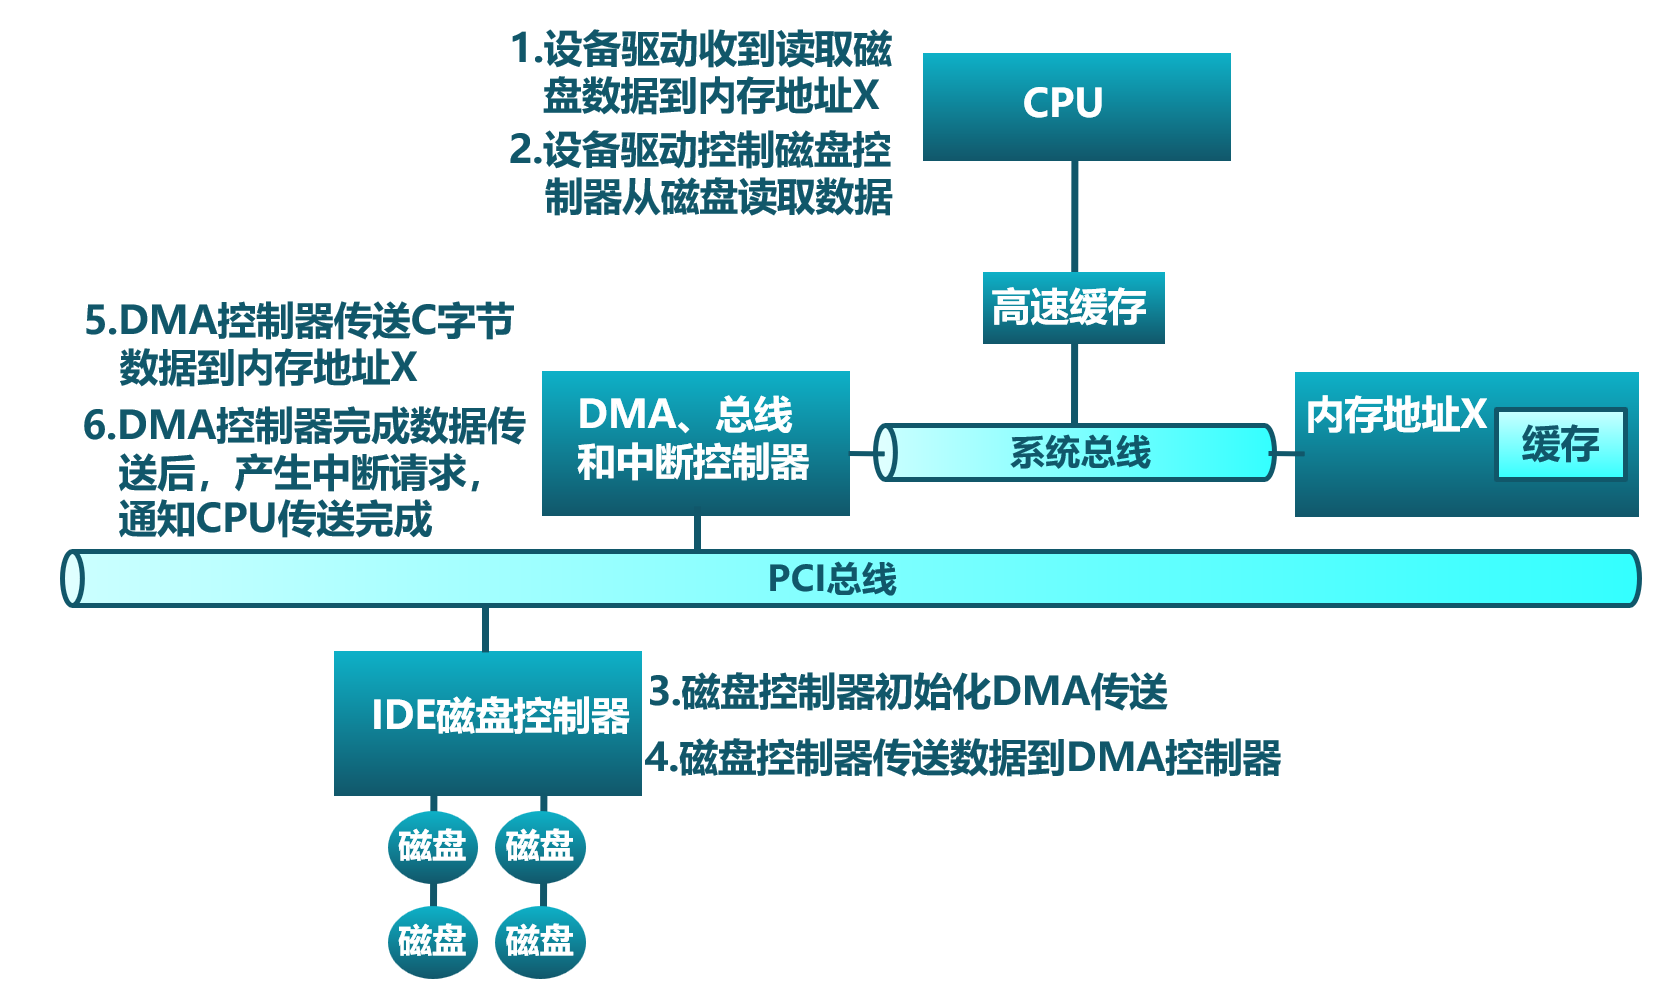 1.设备驱动收到读取磁
盘数据到内存地址X
2.设备驱动控制磁盘控
制器从磁盘读取数据
CPU
高速缓存
5.DMA控制器传送C字节
数据到内存地址X
6.DMA控制器完成数据传
送后，产生中断请求，
通知CPU传送完成
DMA、总线
和中断控制器
系统总线
内存地址X
缓存
PCI总线
IDE磁盘控制器
3.磁盘控制器初始化DMA传送
4.磁盘控制器传送数据到DMA控制器
磁盘
磁盘
磁盘
磁盘